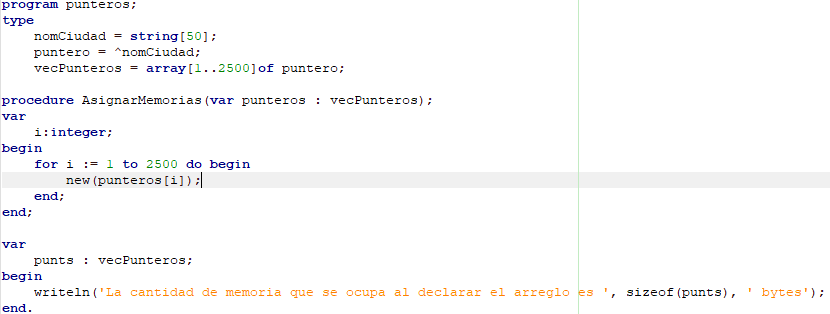 program punteros;
type
    nomCiudad = string[50];
    puntero = ^nomCiudad;
    vecPunteros = array[1..2500]of puntero;

procedure AsignarMemorias(var punteros : vecPunteros);
var
    i:integer;
begin
    for i := 1 to 2500 do begin
        new(punteros[i]);
    end;
end;

var
    punts : vecPunteros;
begin
    writeln('La cantidad de memoria que se ocupa al declarar el arreglo es ', sizeof(punts), ' bytes');
end.